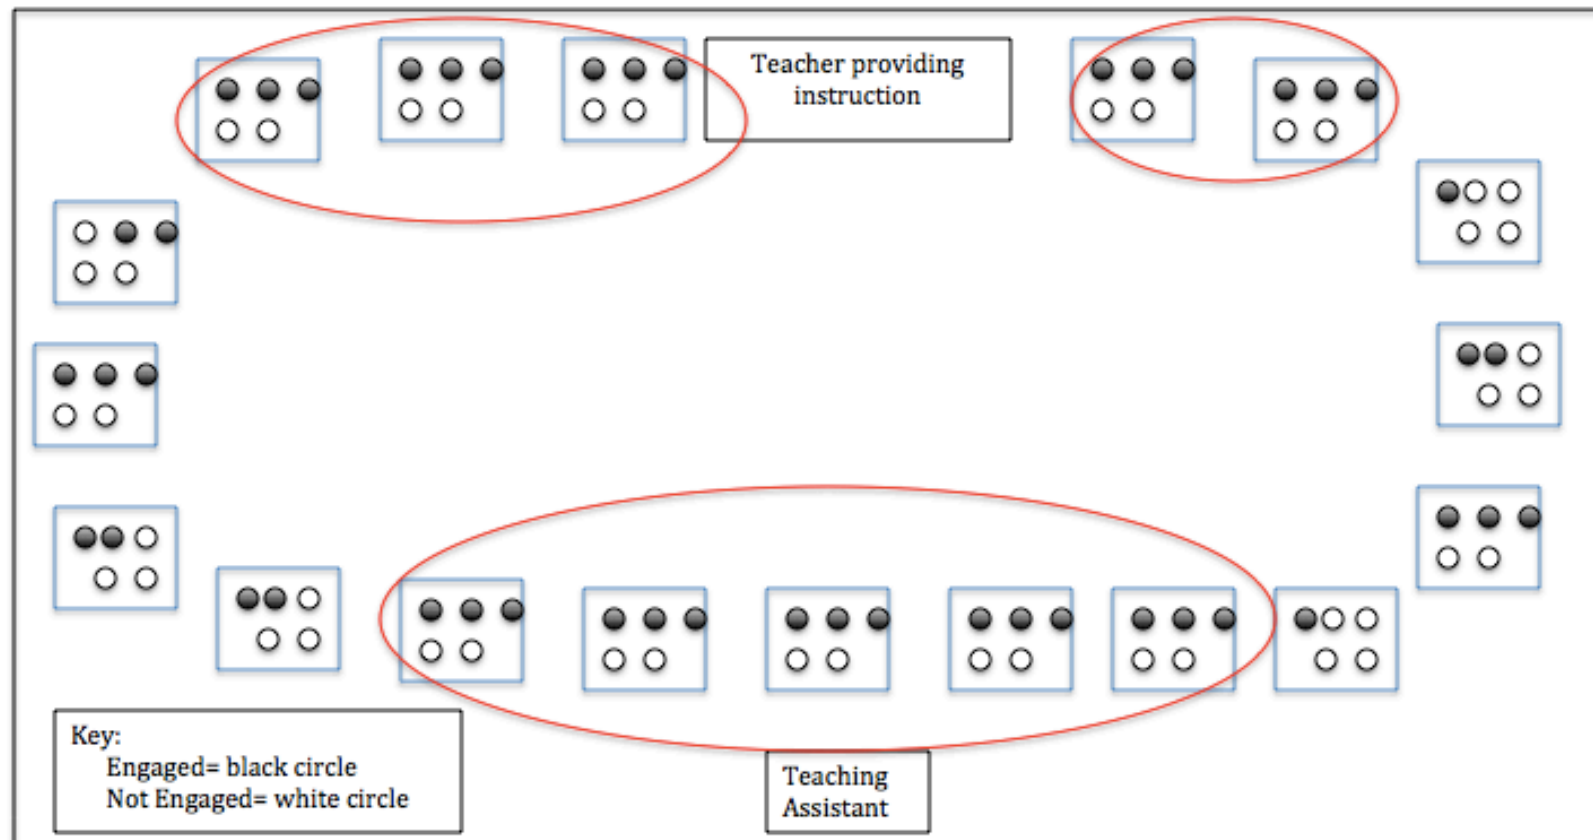 Teacher providing
instruction
Key:
Engaged= black circle
Not Engaged= white circle
Teaching
Assistant